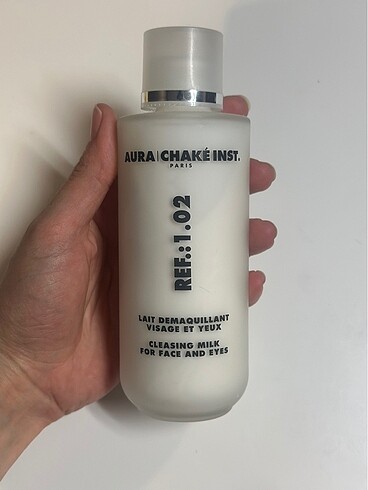 AURA|CHAKÉ INST.
PARIS
REF.:1.02
LAIT DEMAQUILLANT
VISAGE ET YEUX
CLEASING MILK
FOR FACE AND EYES